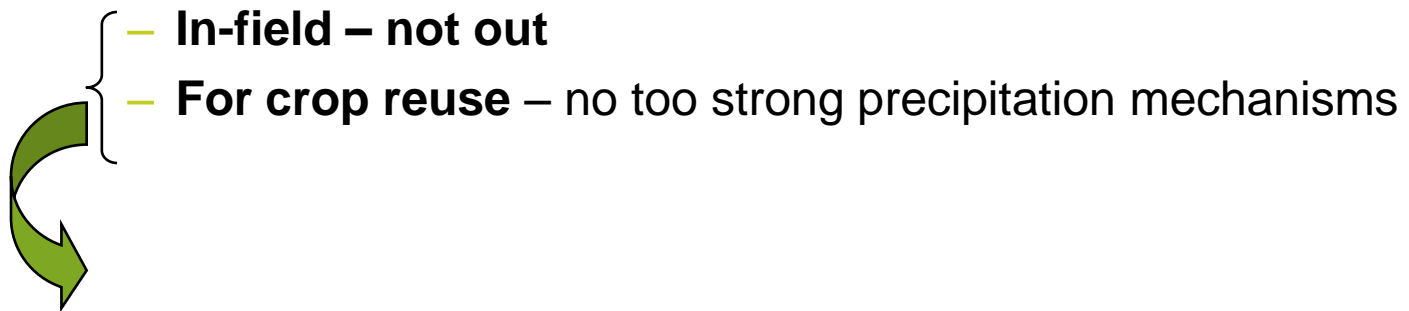 – In-field – not out
– For crop reuse – no too strong precipitation mechanisms